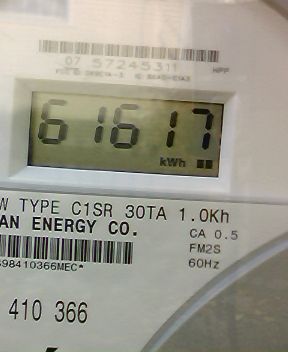 07 57245311
HPP
61617
kWh
W TYPE C1SR 30TA 1.0Kh
AN ENERGY CO.
CA 0.5
FM2S
60Hz
698410366MEC*
410 366